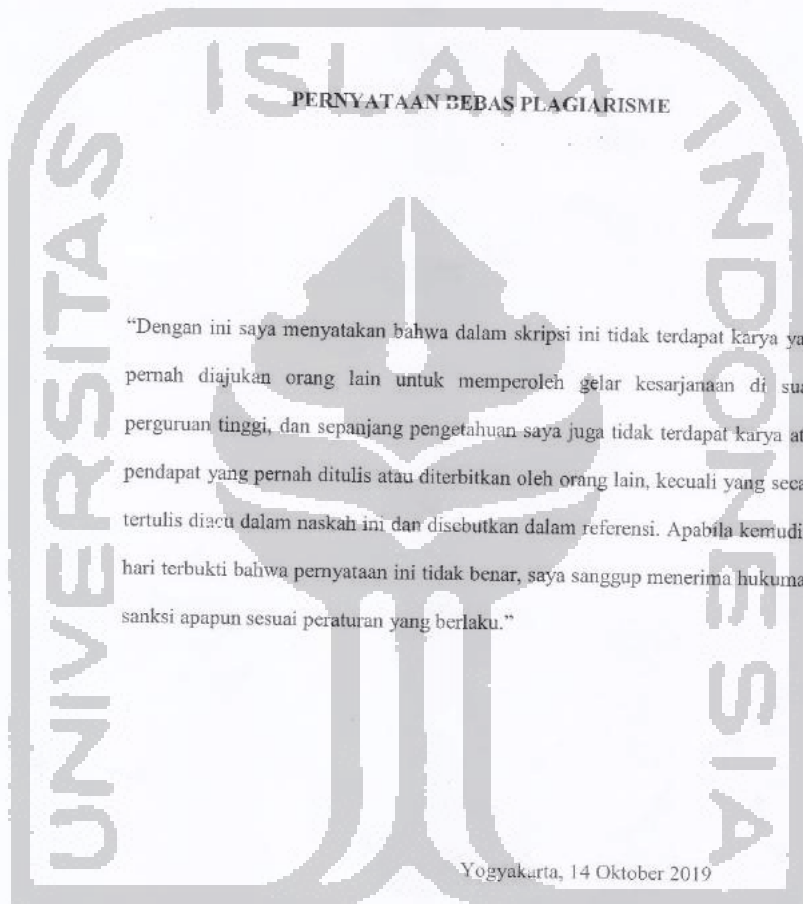 UNIVERSITAS ISLAM INDONESIA
PERNYATAAN BEBAS PLAGIARISME
“Dengan ini saya menyatakan bahwa dalam skripsi ini tidak terdapat karya ya
pernah diajukan orang lain untuk memperoleh gelar kesarjanaan di sua
perguruan tinggi, dan sepanjang pengetahuan saya juga tidak terdapat karya at
pendapat yang pernah ditulis atau diterbitkan oleh orang lain, kecuali yang seca
tertulis diacu dalam naskah ini dan disebutkan dalam referensi. Apabila kemudi
hari terbukti bahwa pernyataan ini tidak benar, saya sanggup menerima hukuma
sanksi apapun sesuai peraturan yang berlaku.”
Yogyakarta, 14 Oktober 2019